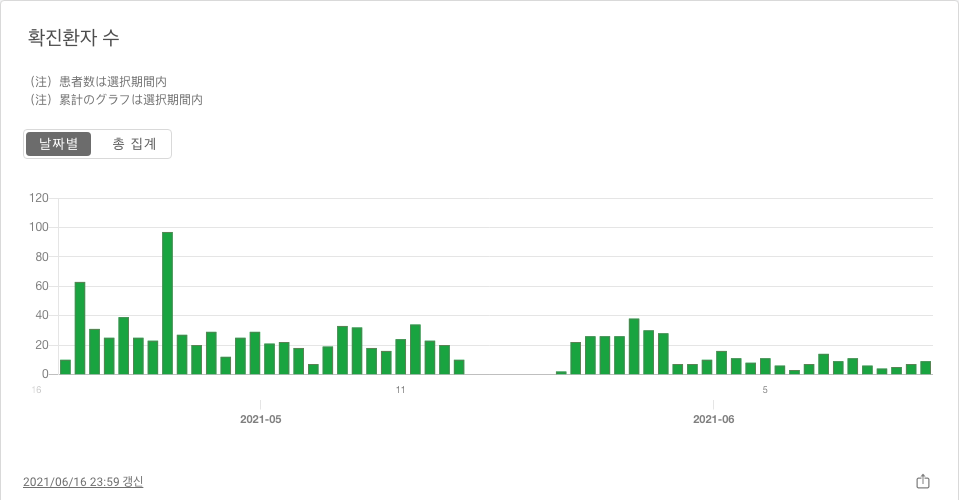 확진환자 수
（注）患者数は選択期間内
（注）累計のグラフは選択期間内
날짜별 총 집계
120
100
80
60
40
20
0
16 11 5
2021-05 2021-06
2021/06/16 23:59 갱신